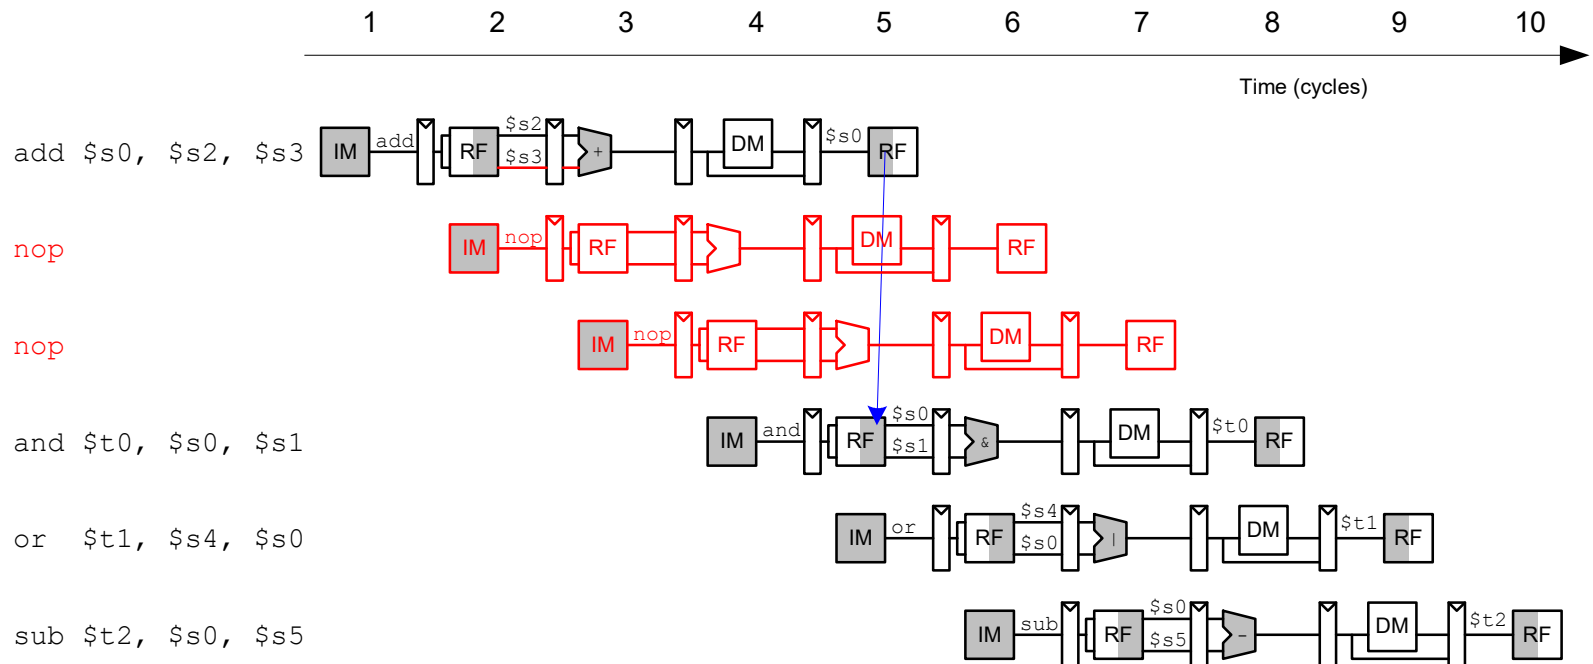 1 2 3 4 5 6 7 8 9 10
Time (cycles)
add $s0, $s2, $s3 IM add RF $s2 $s3 + DM $s0 RF
nop IM nop RF DM RF
nop IM nop RF DM RF
and $t0, $s0, $s1 IM and RF $s0 $s1 & DM $t0 RF
or $t1, $s4, $s0 IM or RF $s4 $s0 | DM $t1 RF
sub $t2, $s0, $s5 IM sub RF $s0 $s5 - DM $t2 RF